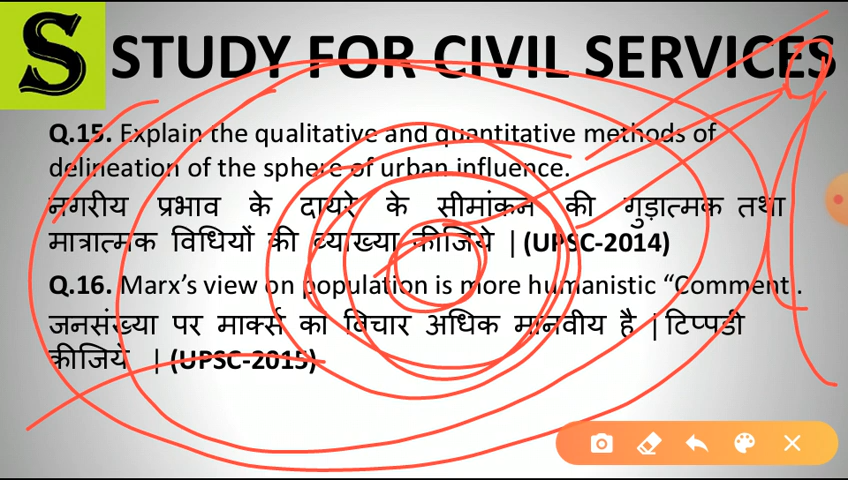 S STUDY FOR CIVIL SERVICES
Q.15. Explain the qualitative and quantitative methods of
delineation of the sphere of urban influence.
नगरीय प्रभाव के दायरे के सीमांकन की गुड़ात्मक तथा
मात्रात्मक विधियों की व्याख्या कीजिये | (UPSC-2014)
Q.16. Marx's view on population is more humanistic “Comment .
जनसंख्या पर मार्क्स का विचार अधिक मानवीय है | टिप्पडी
कीजिये | (UPSC-2015)